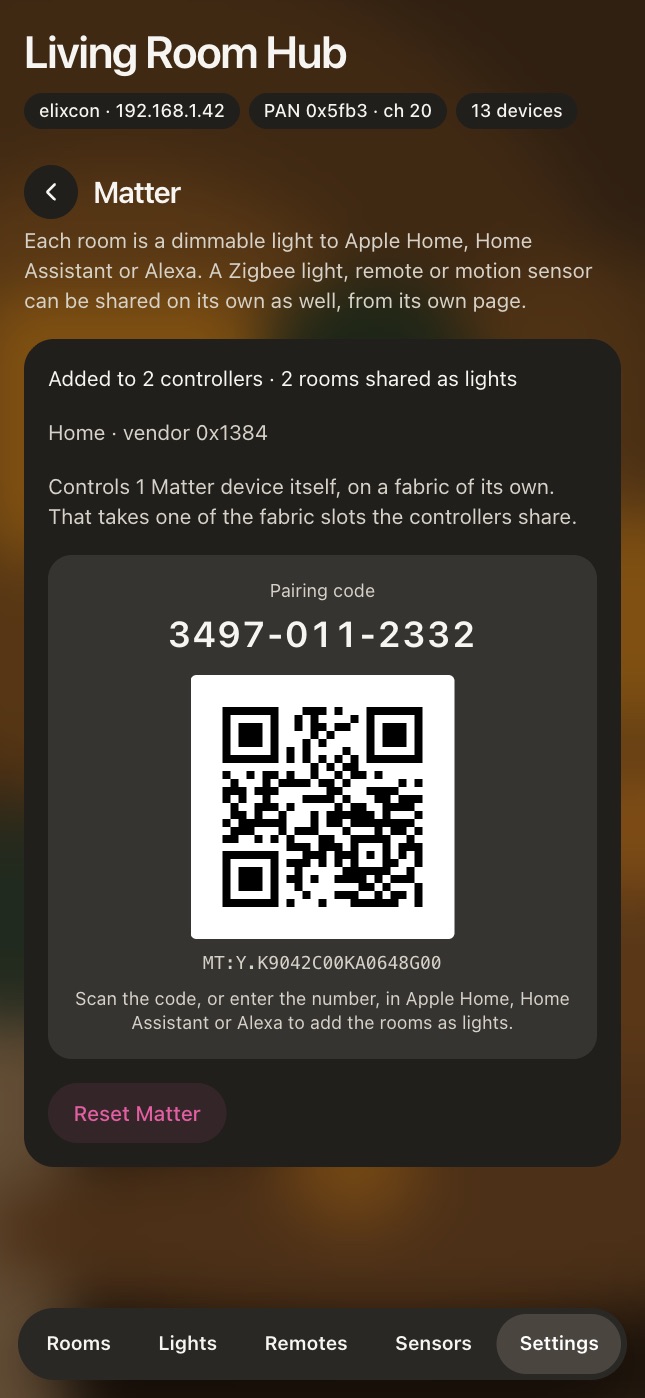 Living Room Hub
elixcon · 192.168.1.42
PAN 0x5fb3 · ch 20
13 devices
Matter
Each room is a dimmable light to Apple Home, Home
Assistant or Alexa. A Zigbee light, remote or motion sensor
can be shared on its own as well, from its own page.
Added to 2 controllers · 2 rooms shared as lights
Home · vendor 0x1384
Controls 1 Matter device itself, on a fabric of its own.
That takes one of the fabric slots the controllers share.
Pairing code
3497-011-2332
MT:Y.K9042C00KA0648G00
Scan the code, or enter the number, in Apple Home, Home
Assistant or Alexa to add the rooms as lights.
Reset Matter
Rooms
Lights
Remotes
Sensors
Settings